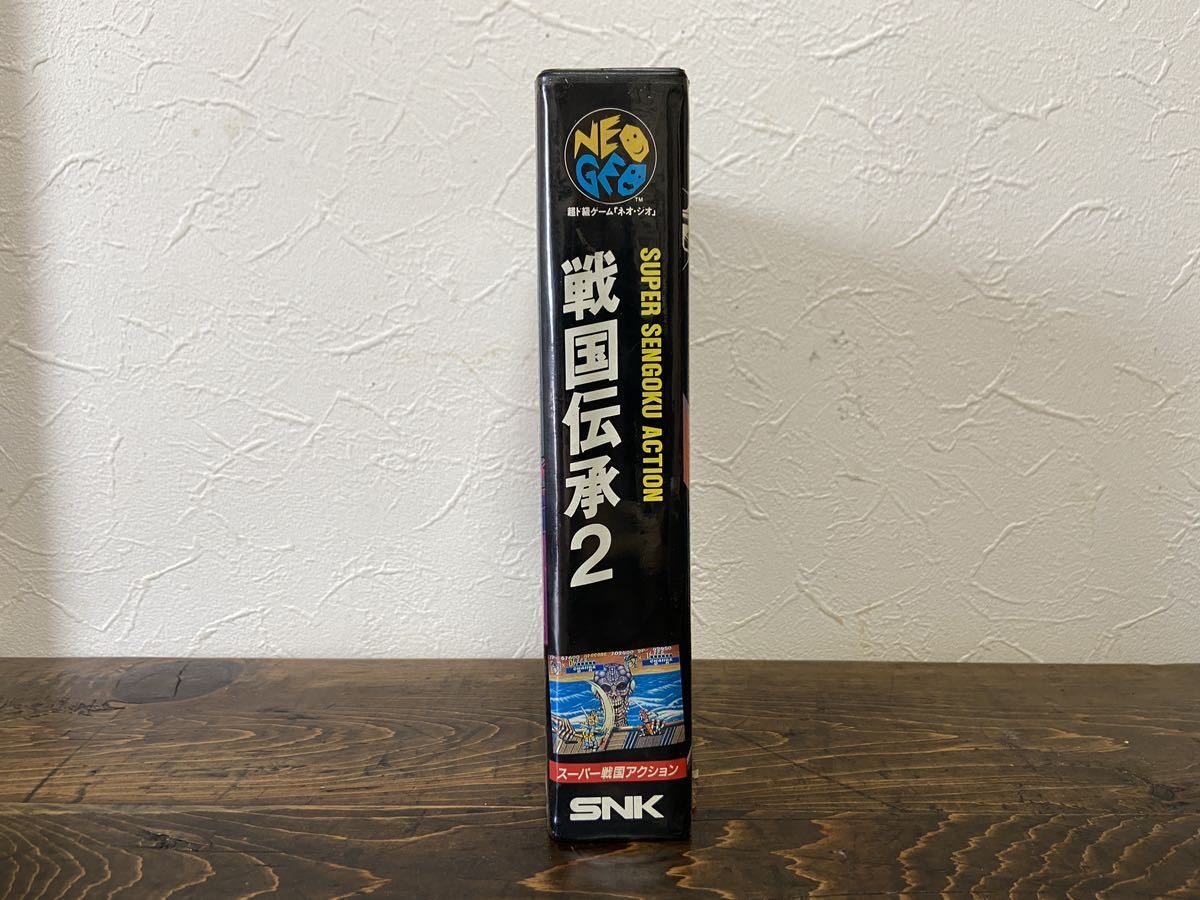 NEO
GEO
TM
超ド級ゲーム「ネオ・ジオ」
SUPER SENGOKU ACTION
戦国伝承2
スーパー戦国アクション
SNK